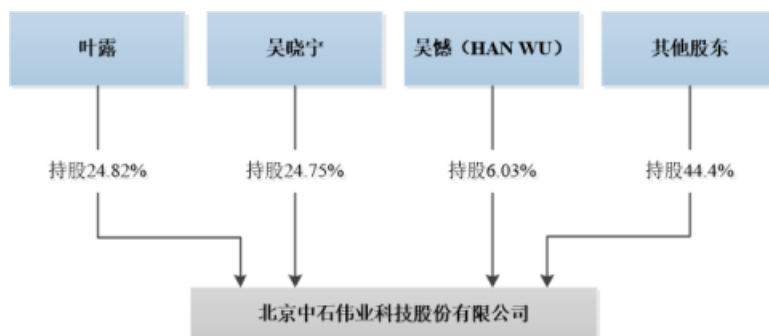 叶露
吴晓宁
吴憾（HAN WU）
其他股东
持股24.82%
持股24.75%
持股6.03%
持股44.4%
北京中石伟业科技股份有限公司